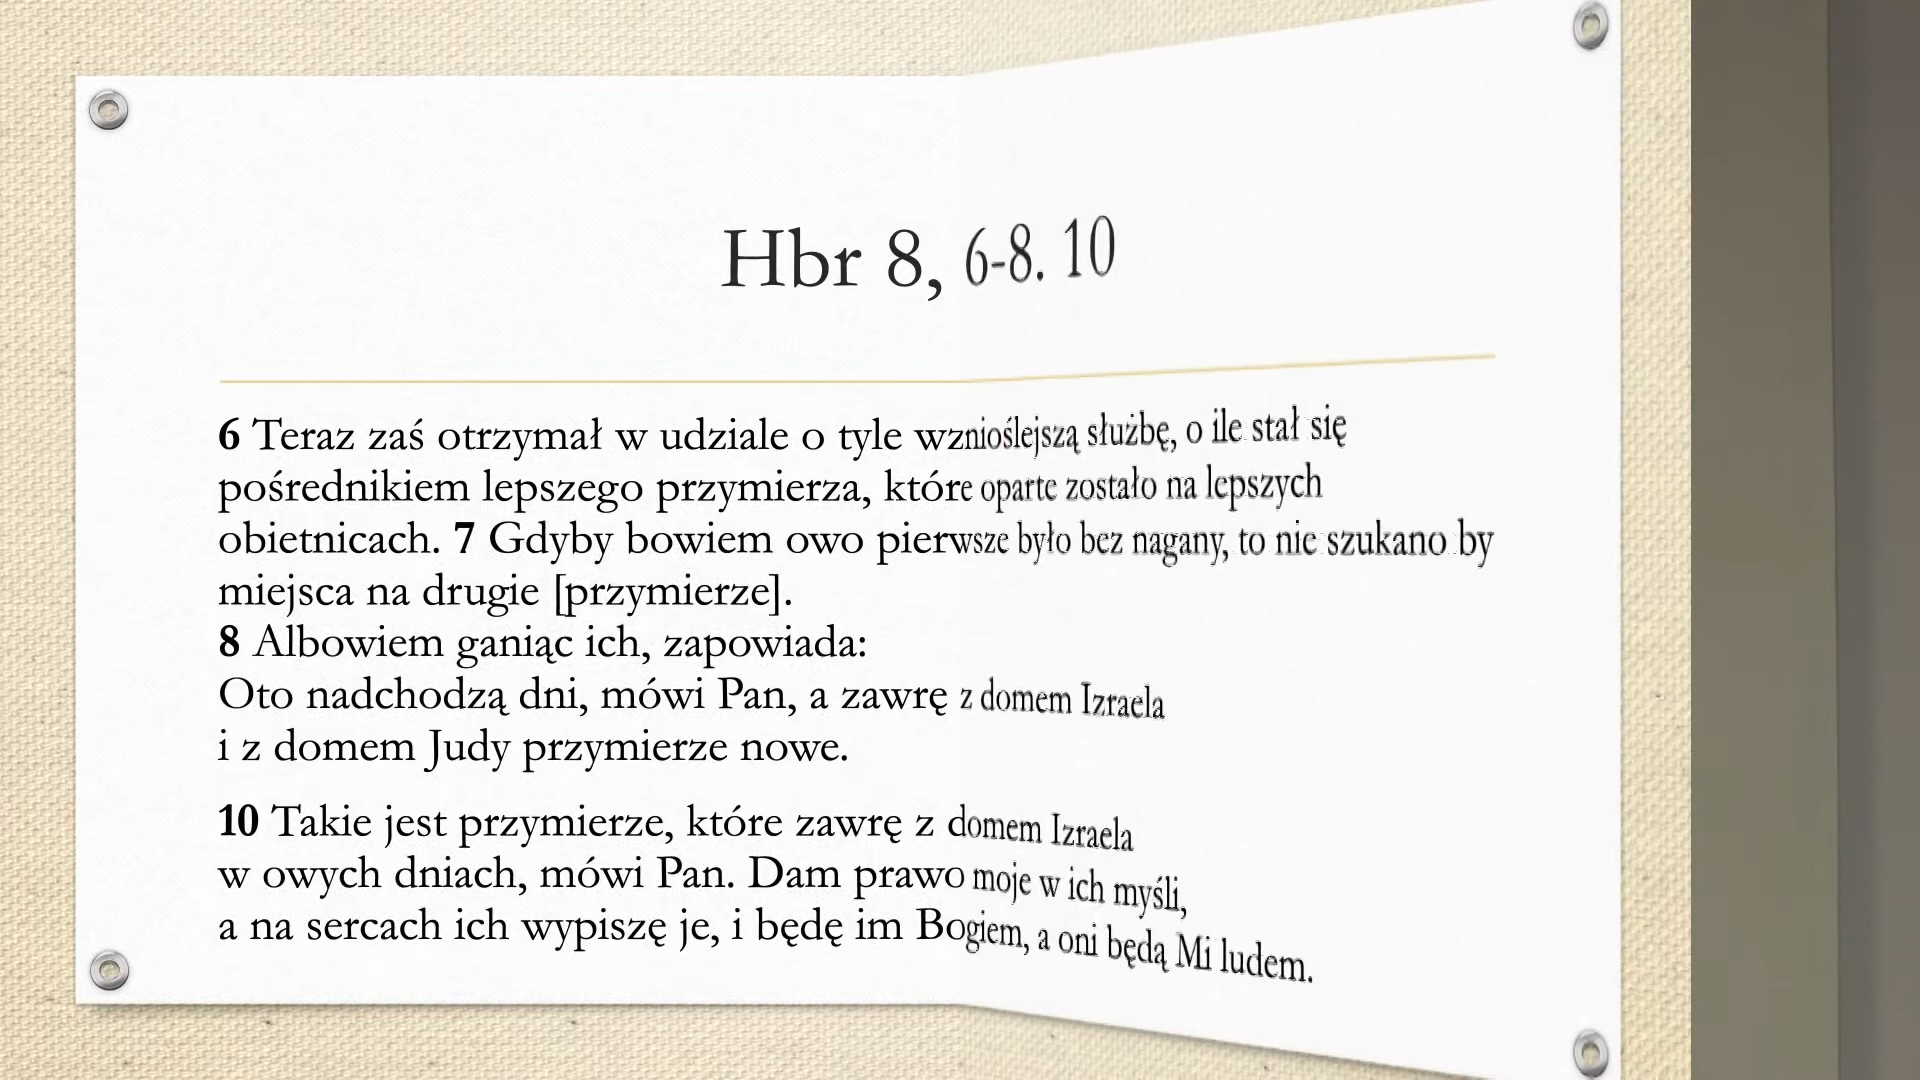 Hbr 8, 6-8. 10
6 Teraz zaś otrzymał w udziale o tyle wznioślejszą służbę, o ile stał się
pośrednikiem lepszego przymierza, które oparte zostało na lepszych
obietnicach. 7 Gdyby bowiem owo pierwsze było bez nagany, to nie szukano by
miejsca na drugie [przymierze].
8 Albowiem ganiąc ich, zapowiada:
Oto nadchodzą dni, mówi Pan, a zawrę z domem Izraela
i z domem Judy przymierze nowe.
10 Takie jest przymierze, które zawrę z domem Izraela
w owych dniach, mówi Pan. Dam prawo moje w ich myśli,
a na sercach ich wypiszę je, i będę im Bogiem, a oni będą Mi ludem.